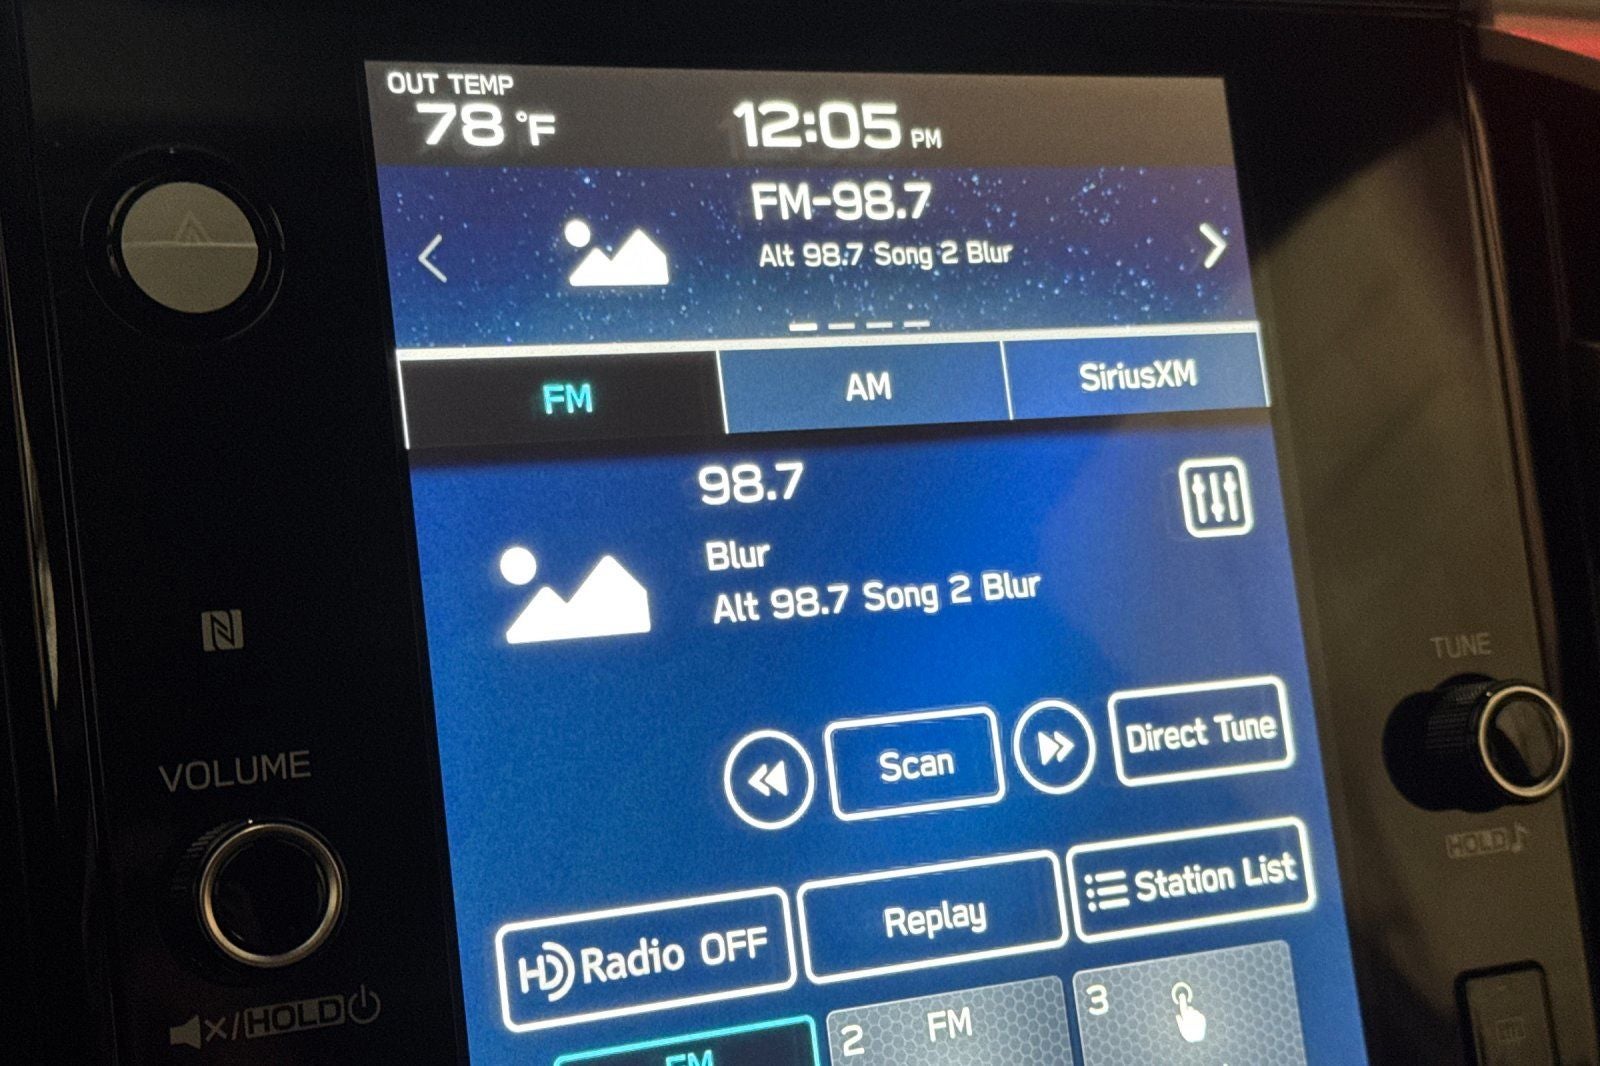 OUT TEMP
78 °F
12:05 PM
FM-98.7
Alt 98.7 Song 2 Blur
FM
AM
SiriusXM
98.7
Blur
Alt 98.7 Song 2 Blur
TUNE
VOLUME
Scan
Direct Tune
HOLD
HD Radio OFF
Replay
Station List
/HOLD
FM
2
FM
3